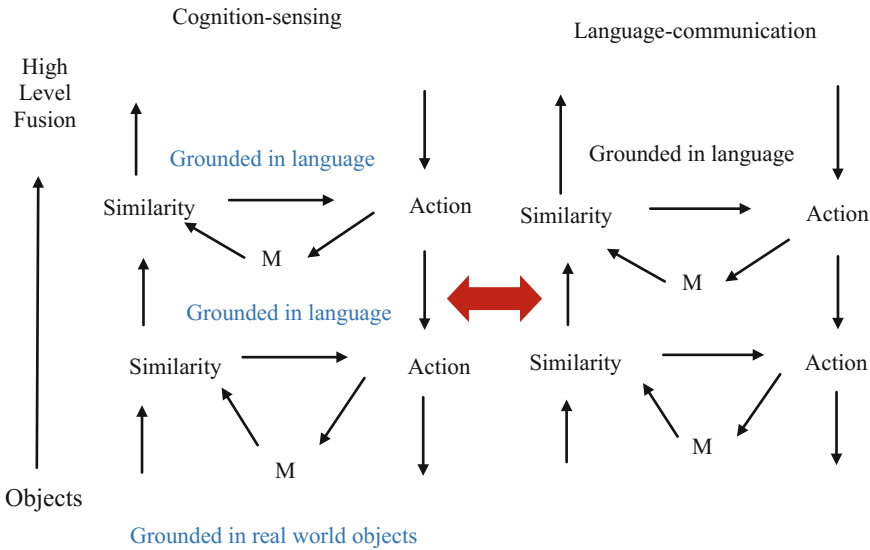 Cognition-sensing
Language-communication
High
Level
Fusion
Grounded in language
Grounded in language
Similarity
Action
Similarity
Action
M
M
Grounded in language
Similarity
Action
Similarity
Action
M
M
Objects
Grounded in real world objects